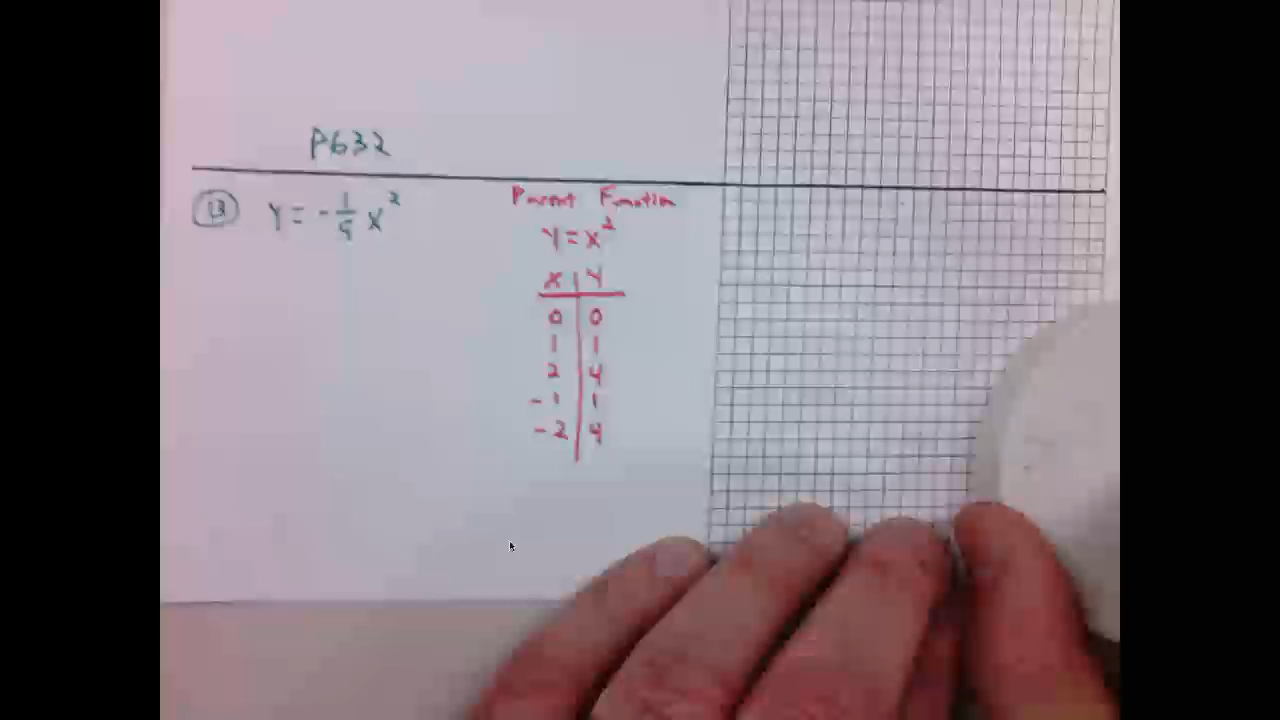 P632
13 y = -1/9 x²
Parent Function
y = x²
x y
0 0
1 1
2 4
-1 1
-2 4